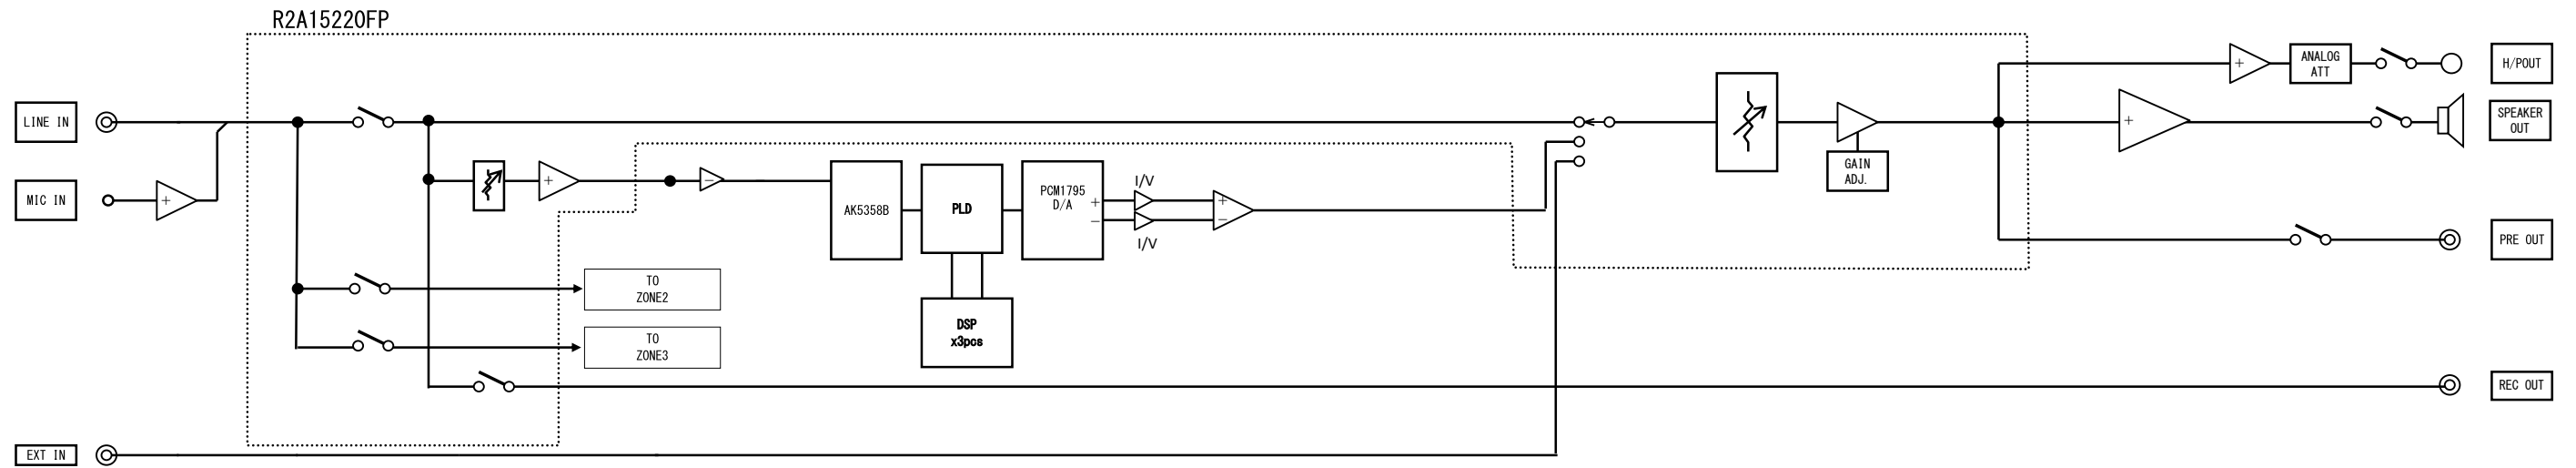 R2A15220FP
LINE IN
MIC IN
EXT IN
+
+
−
AK5358B
PLD
DSP
x3pcs
PCM1795
D/A
+
−
I/V
I/V
+
−
TO
ZONE2
TO
ZONE3
GAIN
ADJ.
+
ANALOG
ATT
+
H/POUT
SPEAKER
OUT
PRE OUT
REC OUT